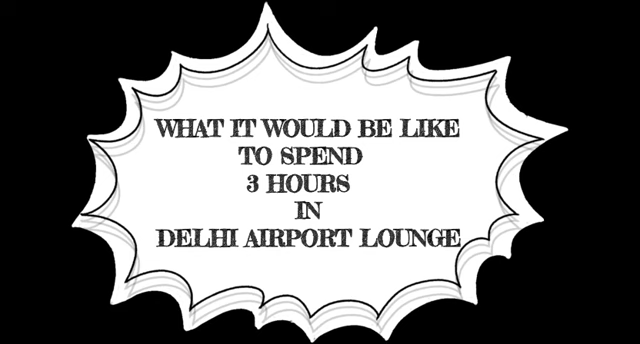 WHAT IT WOULD BE LIKE
TO SPEND
3 HOURS
IN
DELHI AIRPORT LOUNGE